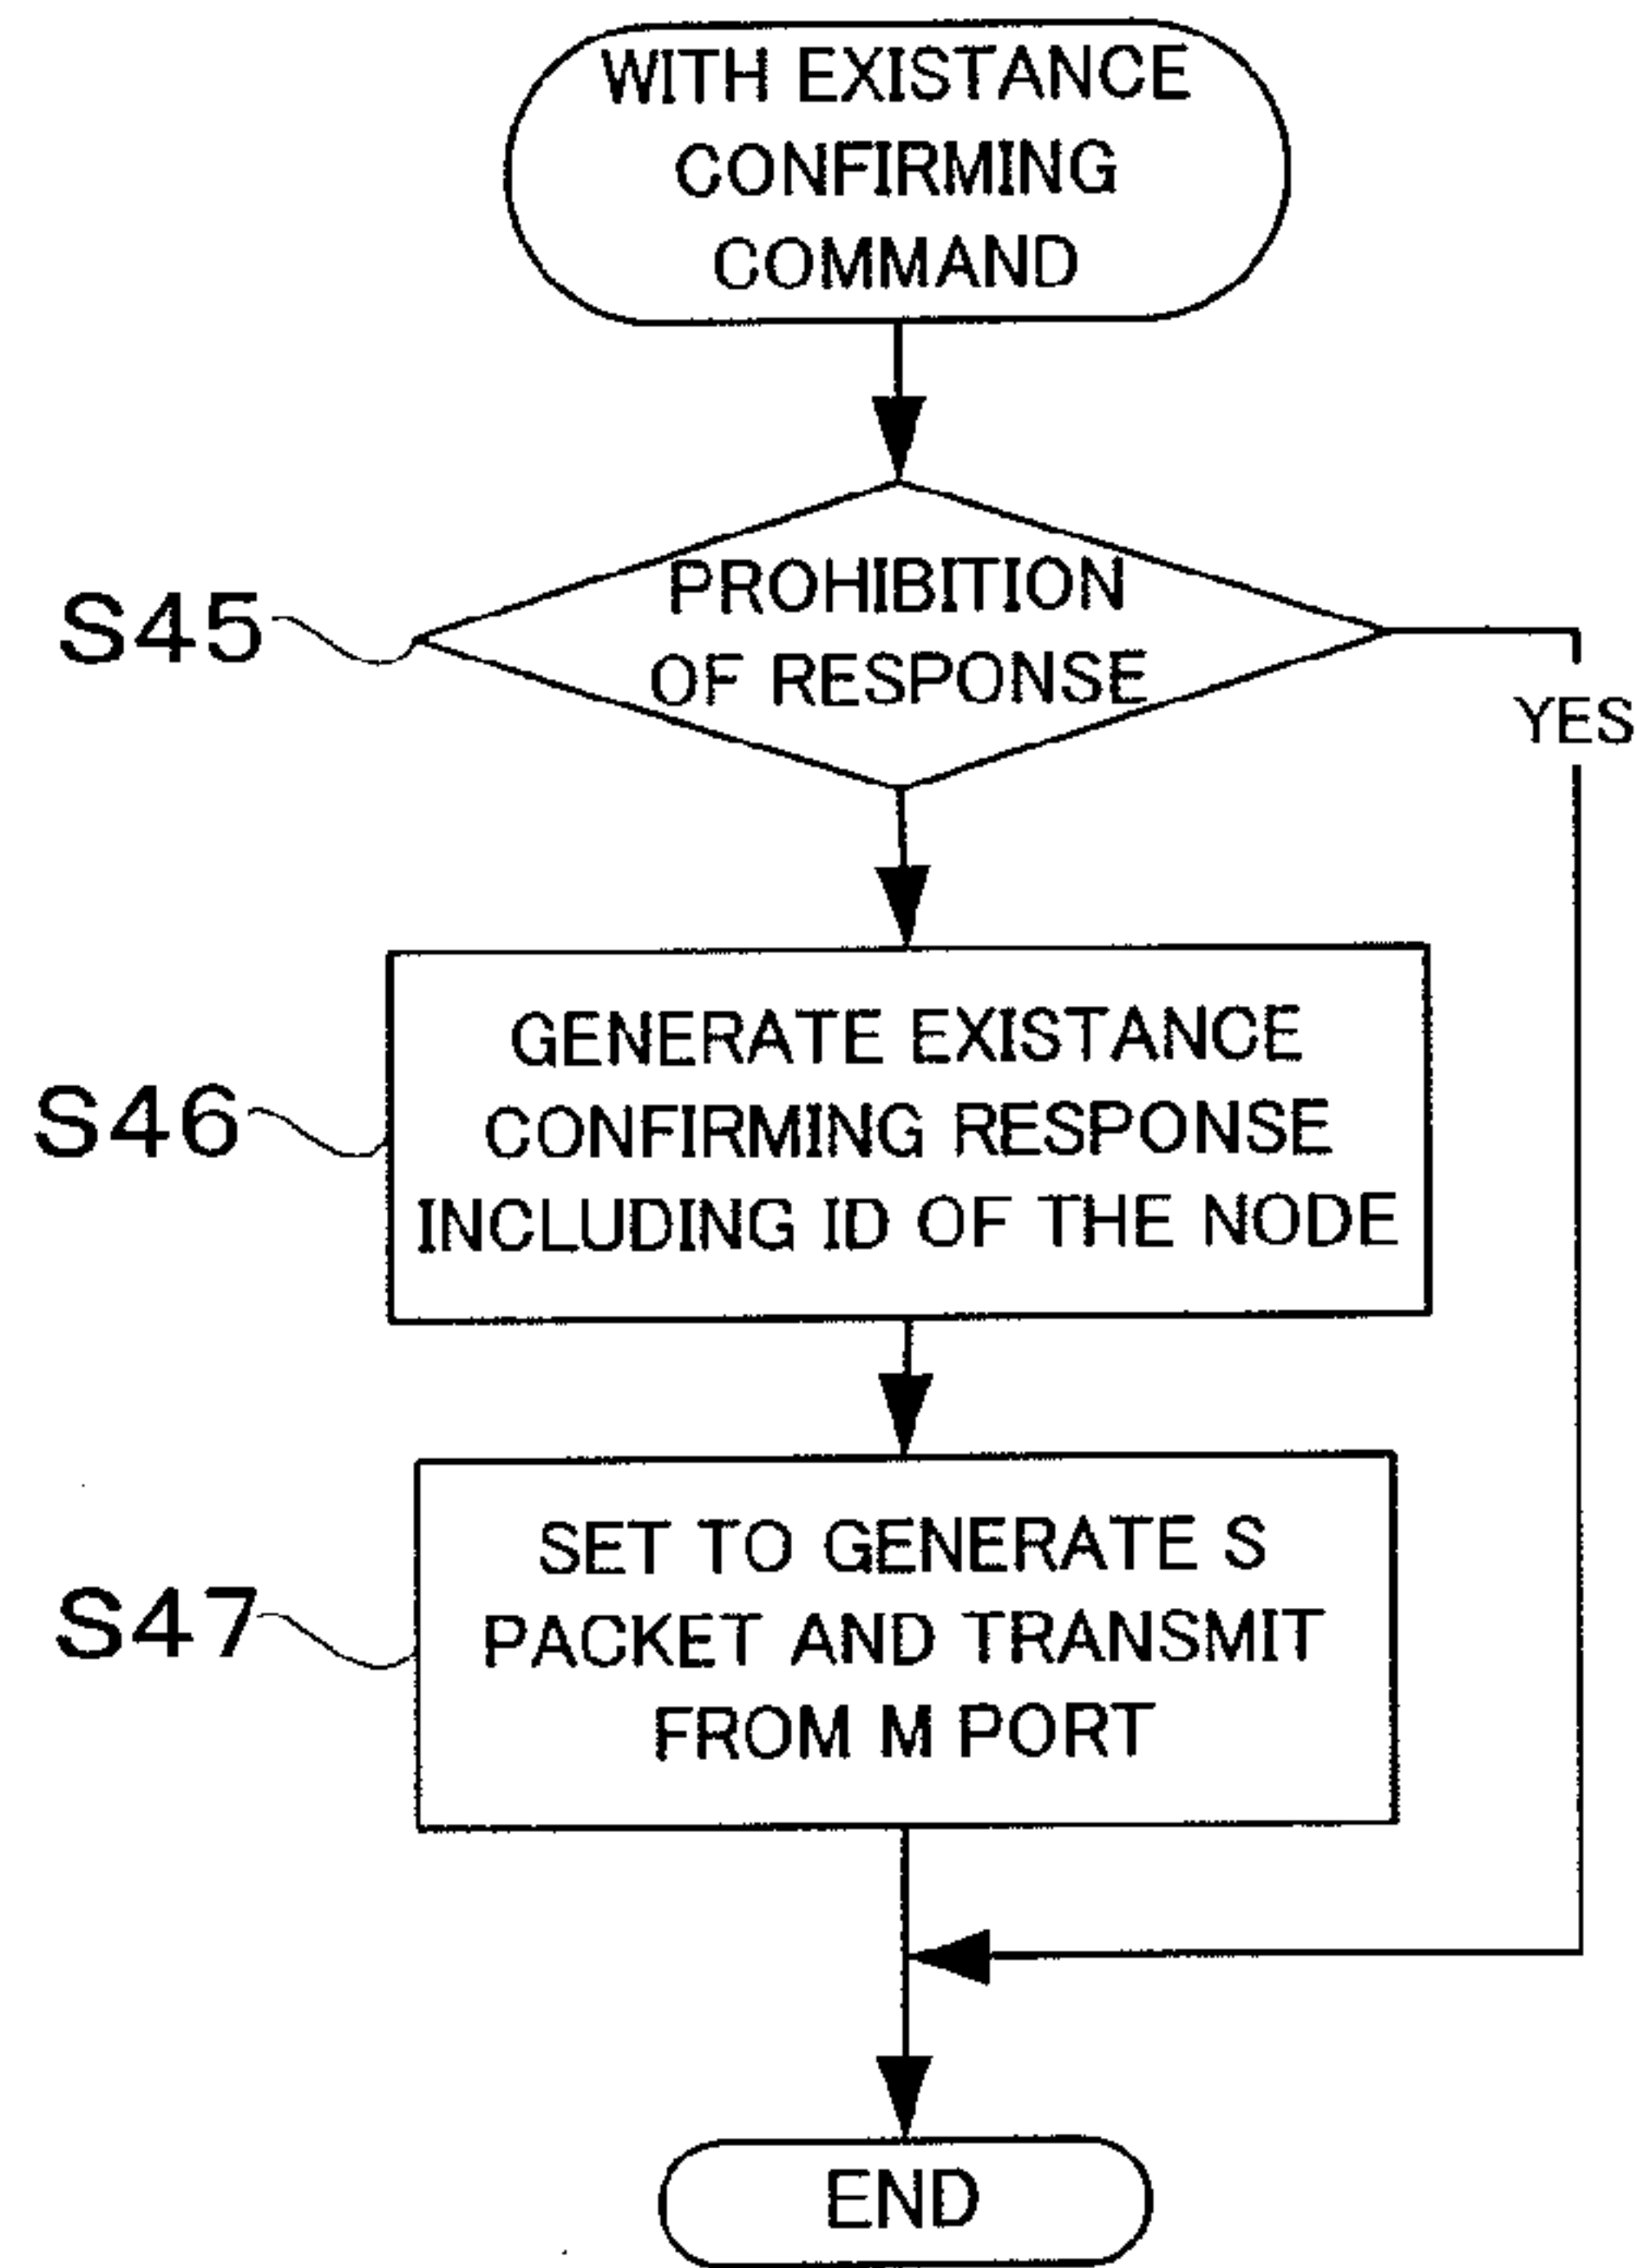 WITH EXISTANCE
CONFIRMING
COMMAND
S45
PROHIBITION
OF RESPONSE
YES
S46
GENERATE EXISTANCE
CONFIRMING RESPONSE
INCLUDING ID OF THE NODE
S47
SET TO GENERATE S
PACKET AND TRANSMIT
FROM M PORT
END